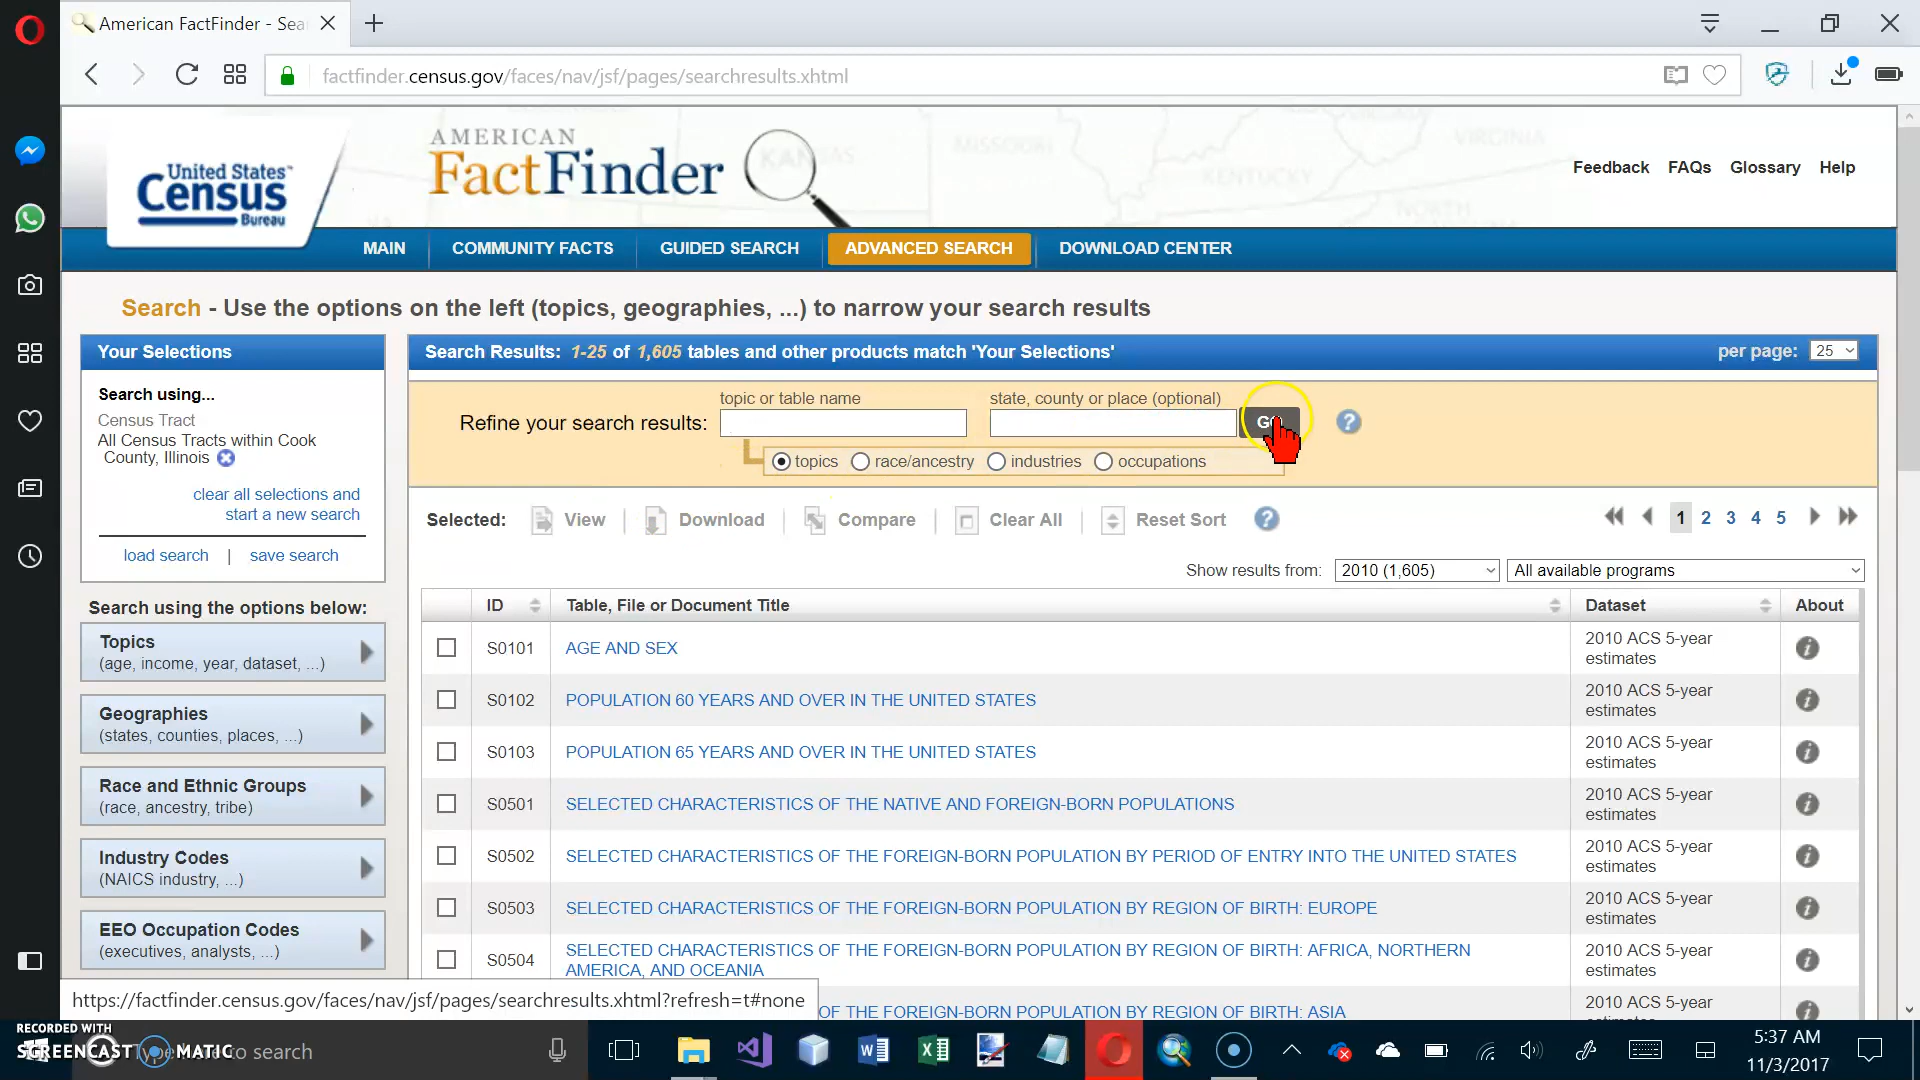 American FactFinder - Sea
factfinder.census.gov/faces/nav/jsf/pages/searchresults.xhtml
United States™
Census
Bureau
AMERICAN
FactFinder
KANSAS
MISSOURI
KENTUCKY
VIRGINIA
NORTH
VA
Feedback FAQs Glossary Help
MAIN COMMUNITY FACTS GUIDED SEARCH ADVANCED SEARCH DOWNLOAD CENTER
Search - Use the options on the left (topics, geographies, ...) to narrow your search results
Your Selections
Search using...
Census Tract
All Census Tracts within Cook
County, Illinois
clear all selections and
start a new search
load search | save search
Search using the options below:
Topics
(age, income, year, dataset, ...)
Geographies
(states, counties, places, ...)
Race and Ethnic Groups
(race, ancestry, tribe)
Industry Codes
(NAICS industry, ...)
EEO Occupation Codes
(executives, analysts, ...)
Search Results: 1-25 of 1,605 tables and other products match 'Your Selections'
per page: 25
topic or table name state, county or place (optional)
Refine your search results: GO ?
topics race/ancestry industries occupations
Selected: View | Download | Compare | Clear All | Reset Sort ?
1 2 3 4 5
Show results from: 2010 (1,605) All available programs
ID Table, File or Document Title Dataset About
S0101 AGE AND SEX 2010 ACS 5-year
estimates
S0102 POPULATION 60 YEARS AND OVER IN THE UNITED STATES 2010 ACS 5-year
estimates
S0103 POPULATION 65 YEARS AND OVER IN THE UNITED STATES 2010 ACS 5-year
estimates
S0501 SELECTED CHARACTERISTICS OF THE NATIVE AND FOREIGN-BORN POPULATIONS 2010 ACS 5-year
estimates
S0502 SELECTED CHARACTERISTICS OF THE FOREIGN-BORN POPULATION BY PERIOD OF ENTRY INTO THE UNITED STATES 2010 ACS 5-year
estimates
S0503 SELECTED CHARACTERISTICS OF THE FOREIGN-BORN POPULATION BY REGION OF BIRTH: EUROPE 2010 ACS 5-year
estimates
S0504 SELECTED CHARACTERISTICS OF THE FOREIGN-BORN POPULATION BY REGION OF BIRTH: AFRICA, NORTHERN
AMERICA, AND OCEANIA 2010 ACS 5-year
estimates
OF THE FOREIGN-BORN POPULATION BY REGION OF BIRTH: ASIA 2010 ACS 5-year
https://factfinder.census.gov/faces/nav/jsf/pages/searchresults.xhtml?refresh=t#none
RECORDED WITH
SCREENCAST MATIC
to search
5:37 AM
11/3/2017